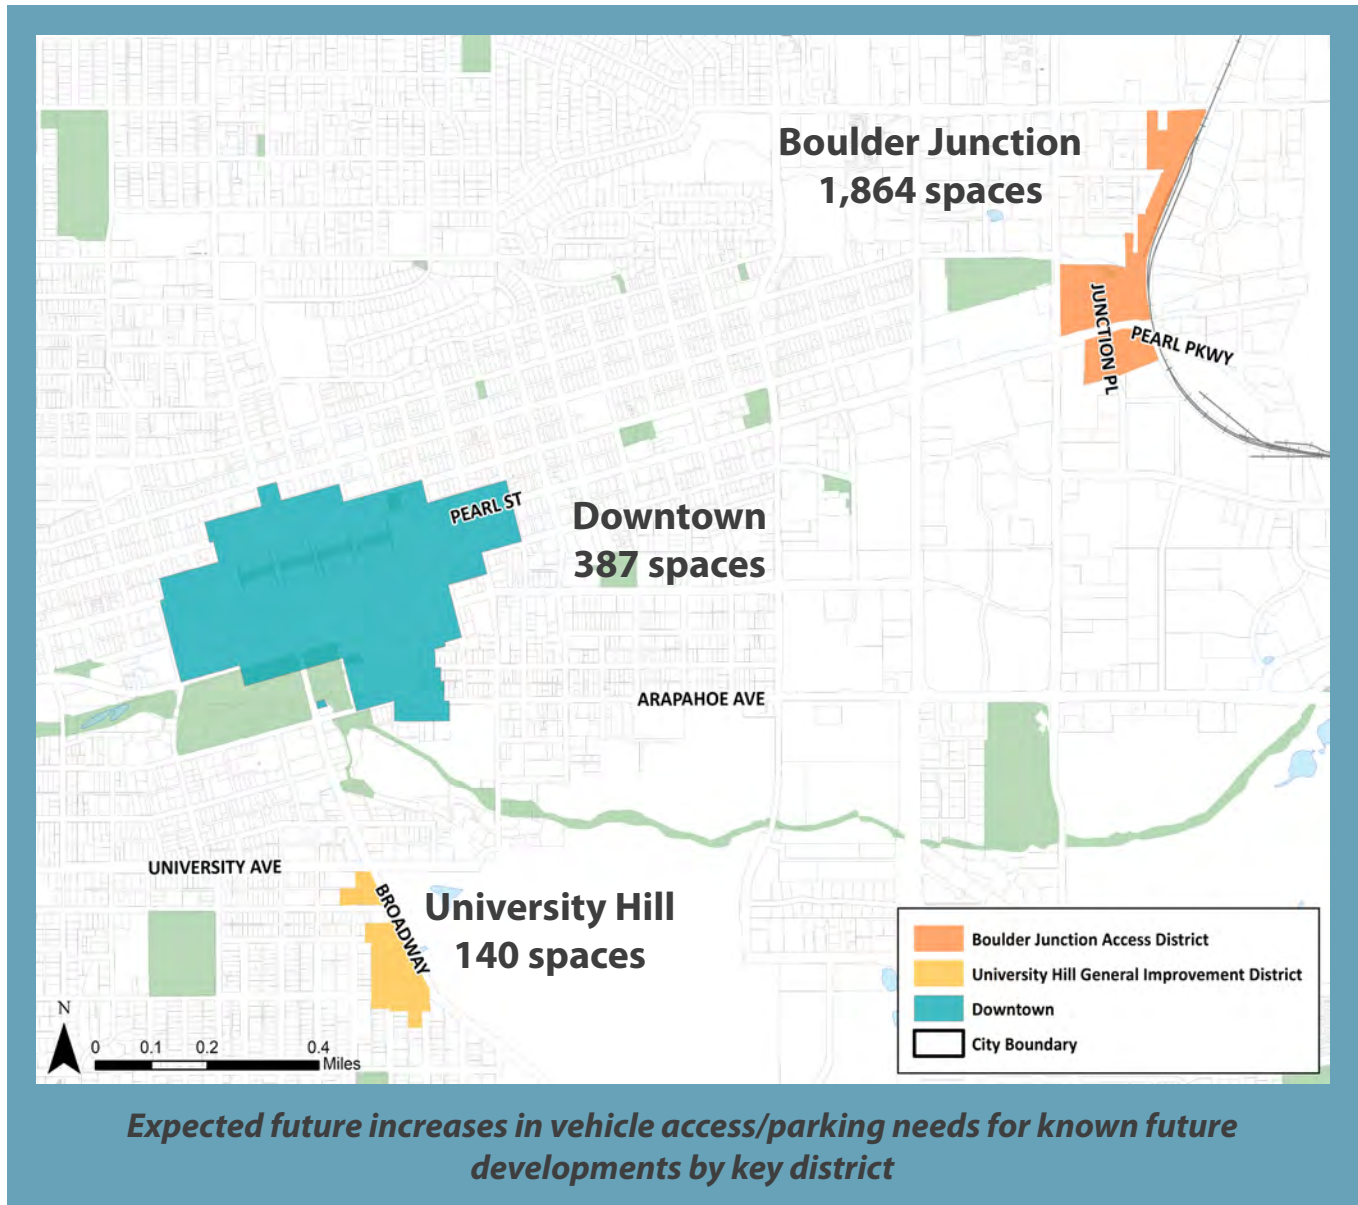 Boulder Junction
1,864 spaces
JUNCTION PL
PEARL PKWY
PEARL ST
Downtown
387 spaces
ARAPAHOE AVE
UNIVERSITY AVE
BROADWAY
University Hill
140 spaces
Boulder Junction Access District
University Hill General Improvement District
Downtown
City Boundary
N
0 0.1 0.2 0.4
Miles
Expected future increases in vehicle access/parking needs for known future
developments by key district